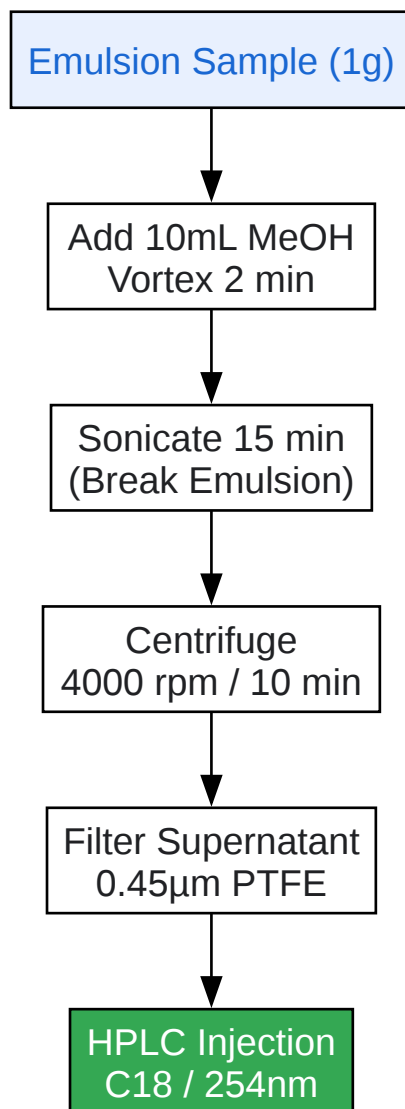 Emulsion Sample (1g)
Add 10mL MeOH
Vortex 2 min
Sonicate 15 min
(Break Emulsion)
Centrifuge
4000 rpm / 10 min
Filter Supernatant
0.45µm PTFE
HPLC Injection
C18 / 254nm